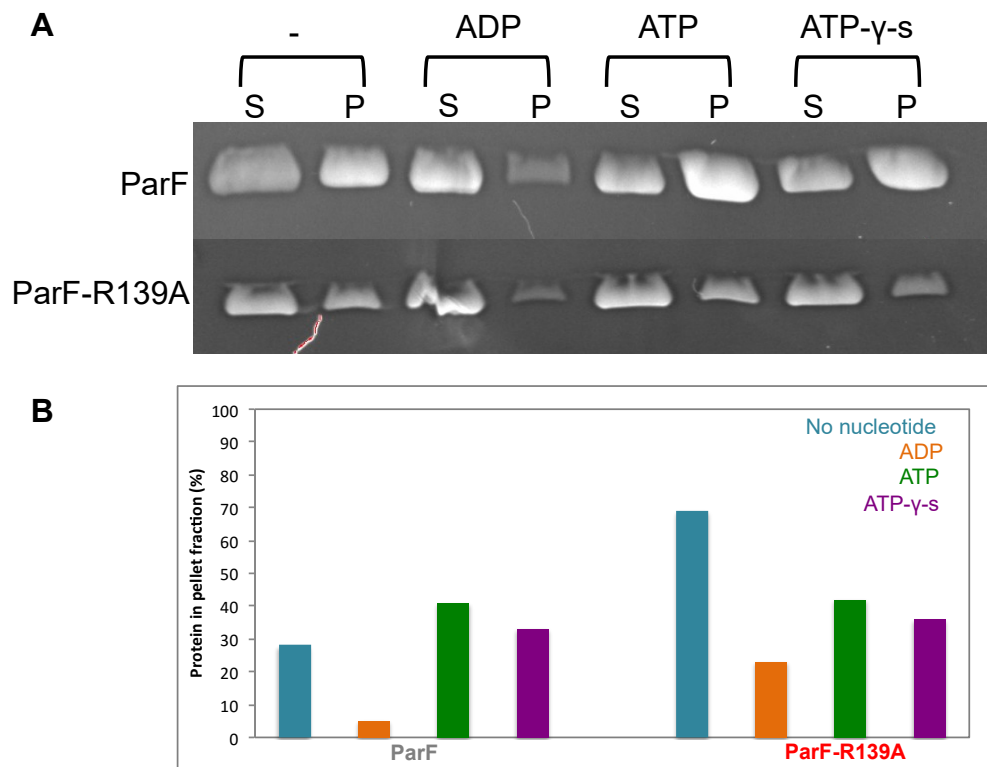 A
- ADP ATP ATP-γ-s
S P S P S P S P
ParF
ParF-R139A
B
100
90
80
70
60
50
40
30
20
10
0
Protein in pellet fraction (%)
No nucleotide
ADP
ATP
ATP-γ-s
ParF ParF-R139A